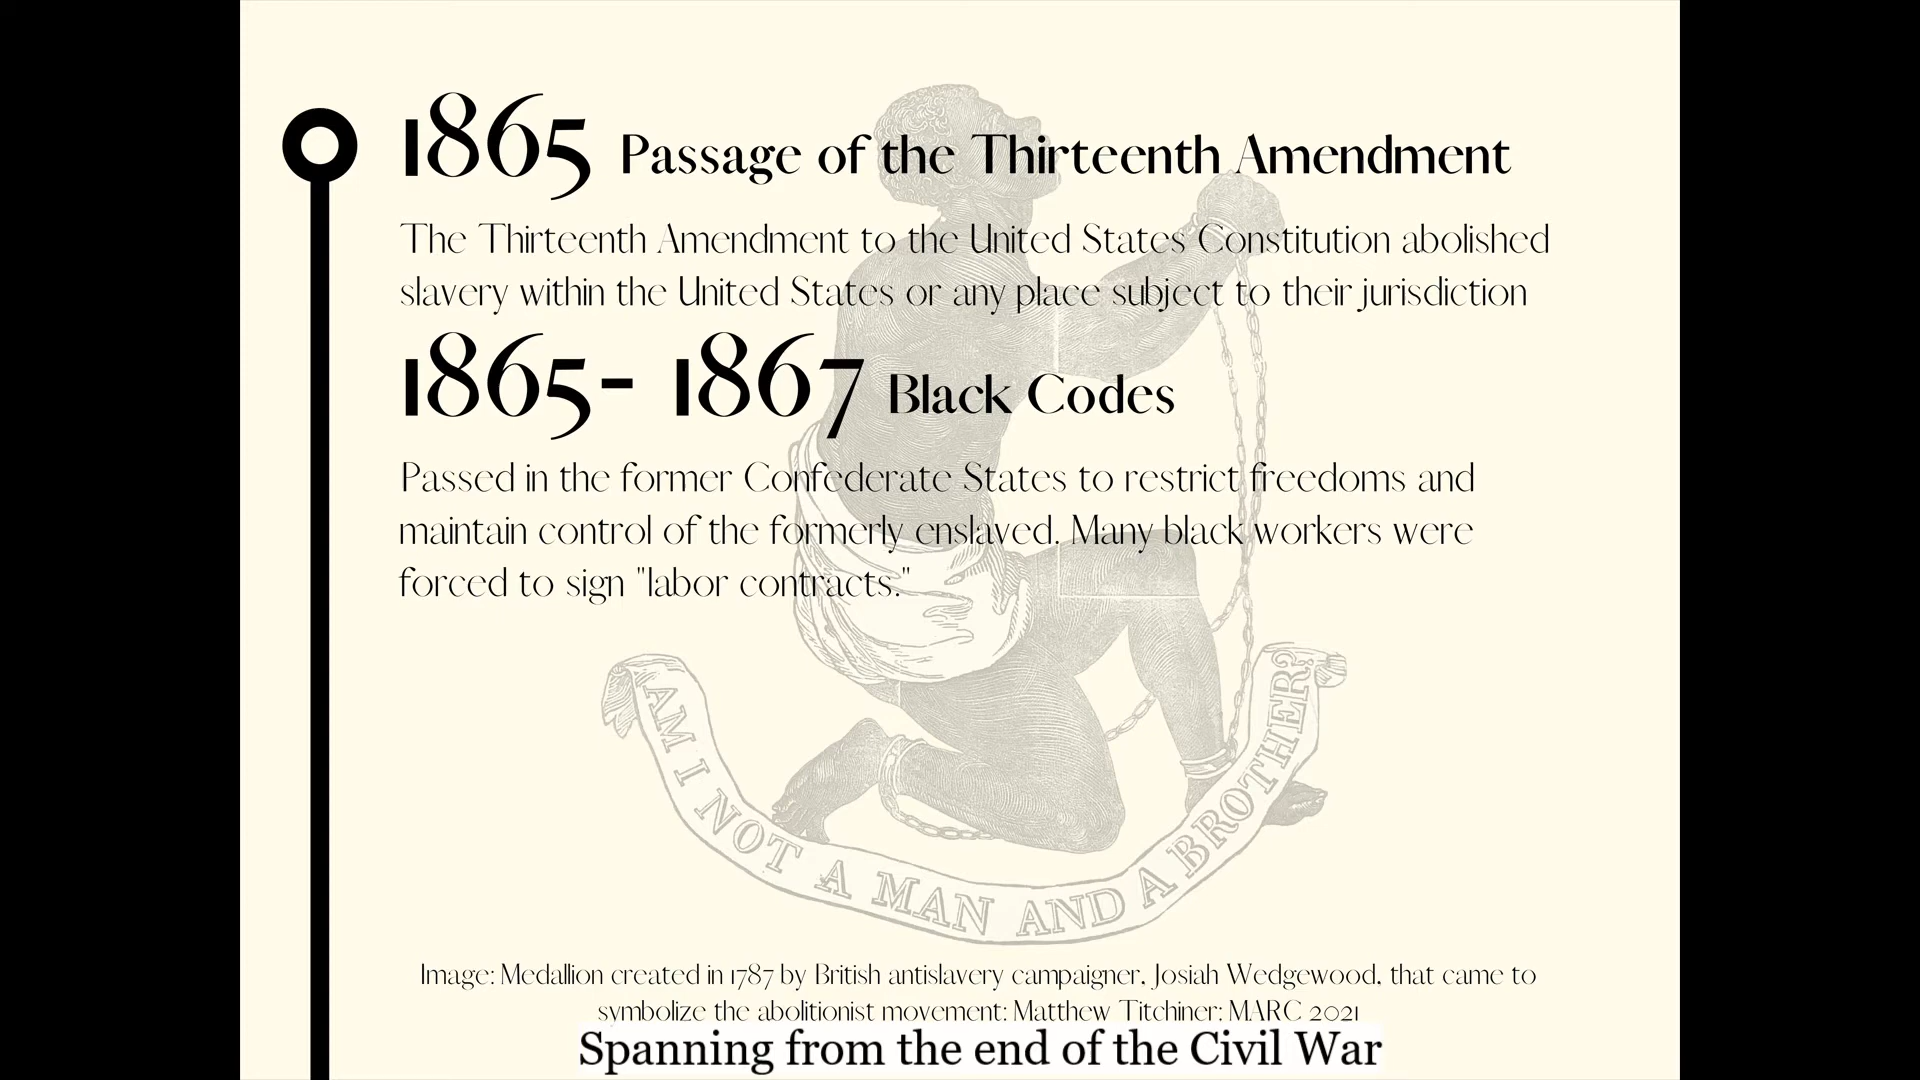 1865 Passage of the Thirteenth Amendment
The Thirteenth Amendment to the United States Constitution abolished
slavery within the United States or any place subject to their jurisdiction
1865- 1867 Black Codes
Passed in the former Confederate States to restrict freedoms and
maintain control of the formerly enslaved. Many black workers were
forced to sign "labor contracts."
AM I NOT A MAN AND A BROTHER?
Image: Medallion created in 1787 by British antislavery campaigner, Josiah Wedgewood, that came to
symbolize the abolitionist movement: Matthew Titchiner: MARC 2021
Spanning from the end of the Civil War